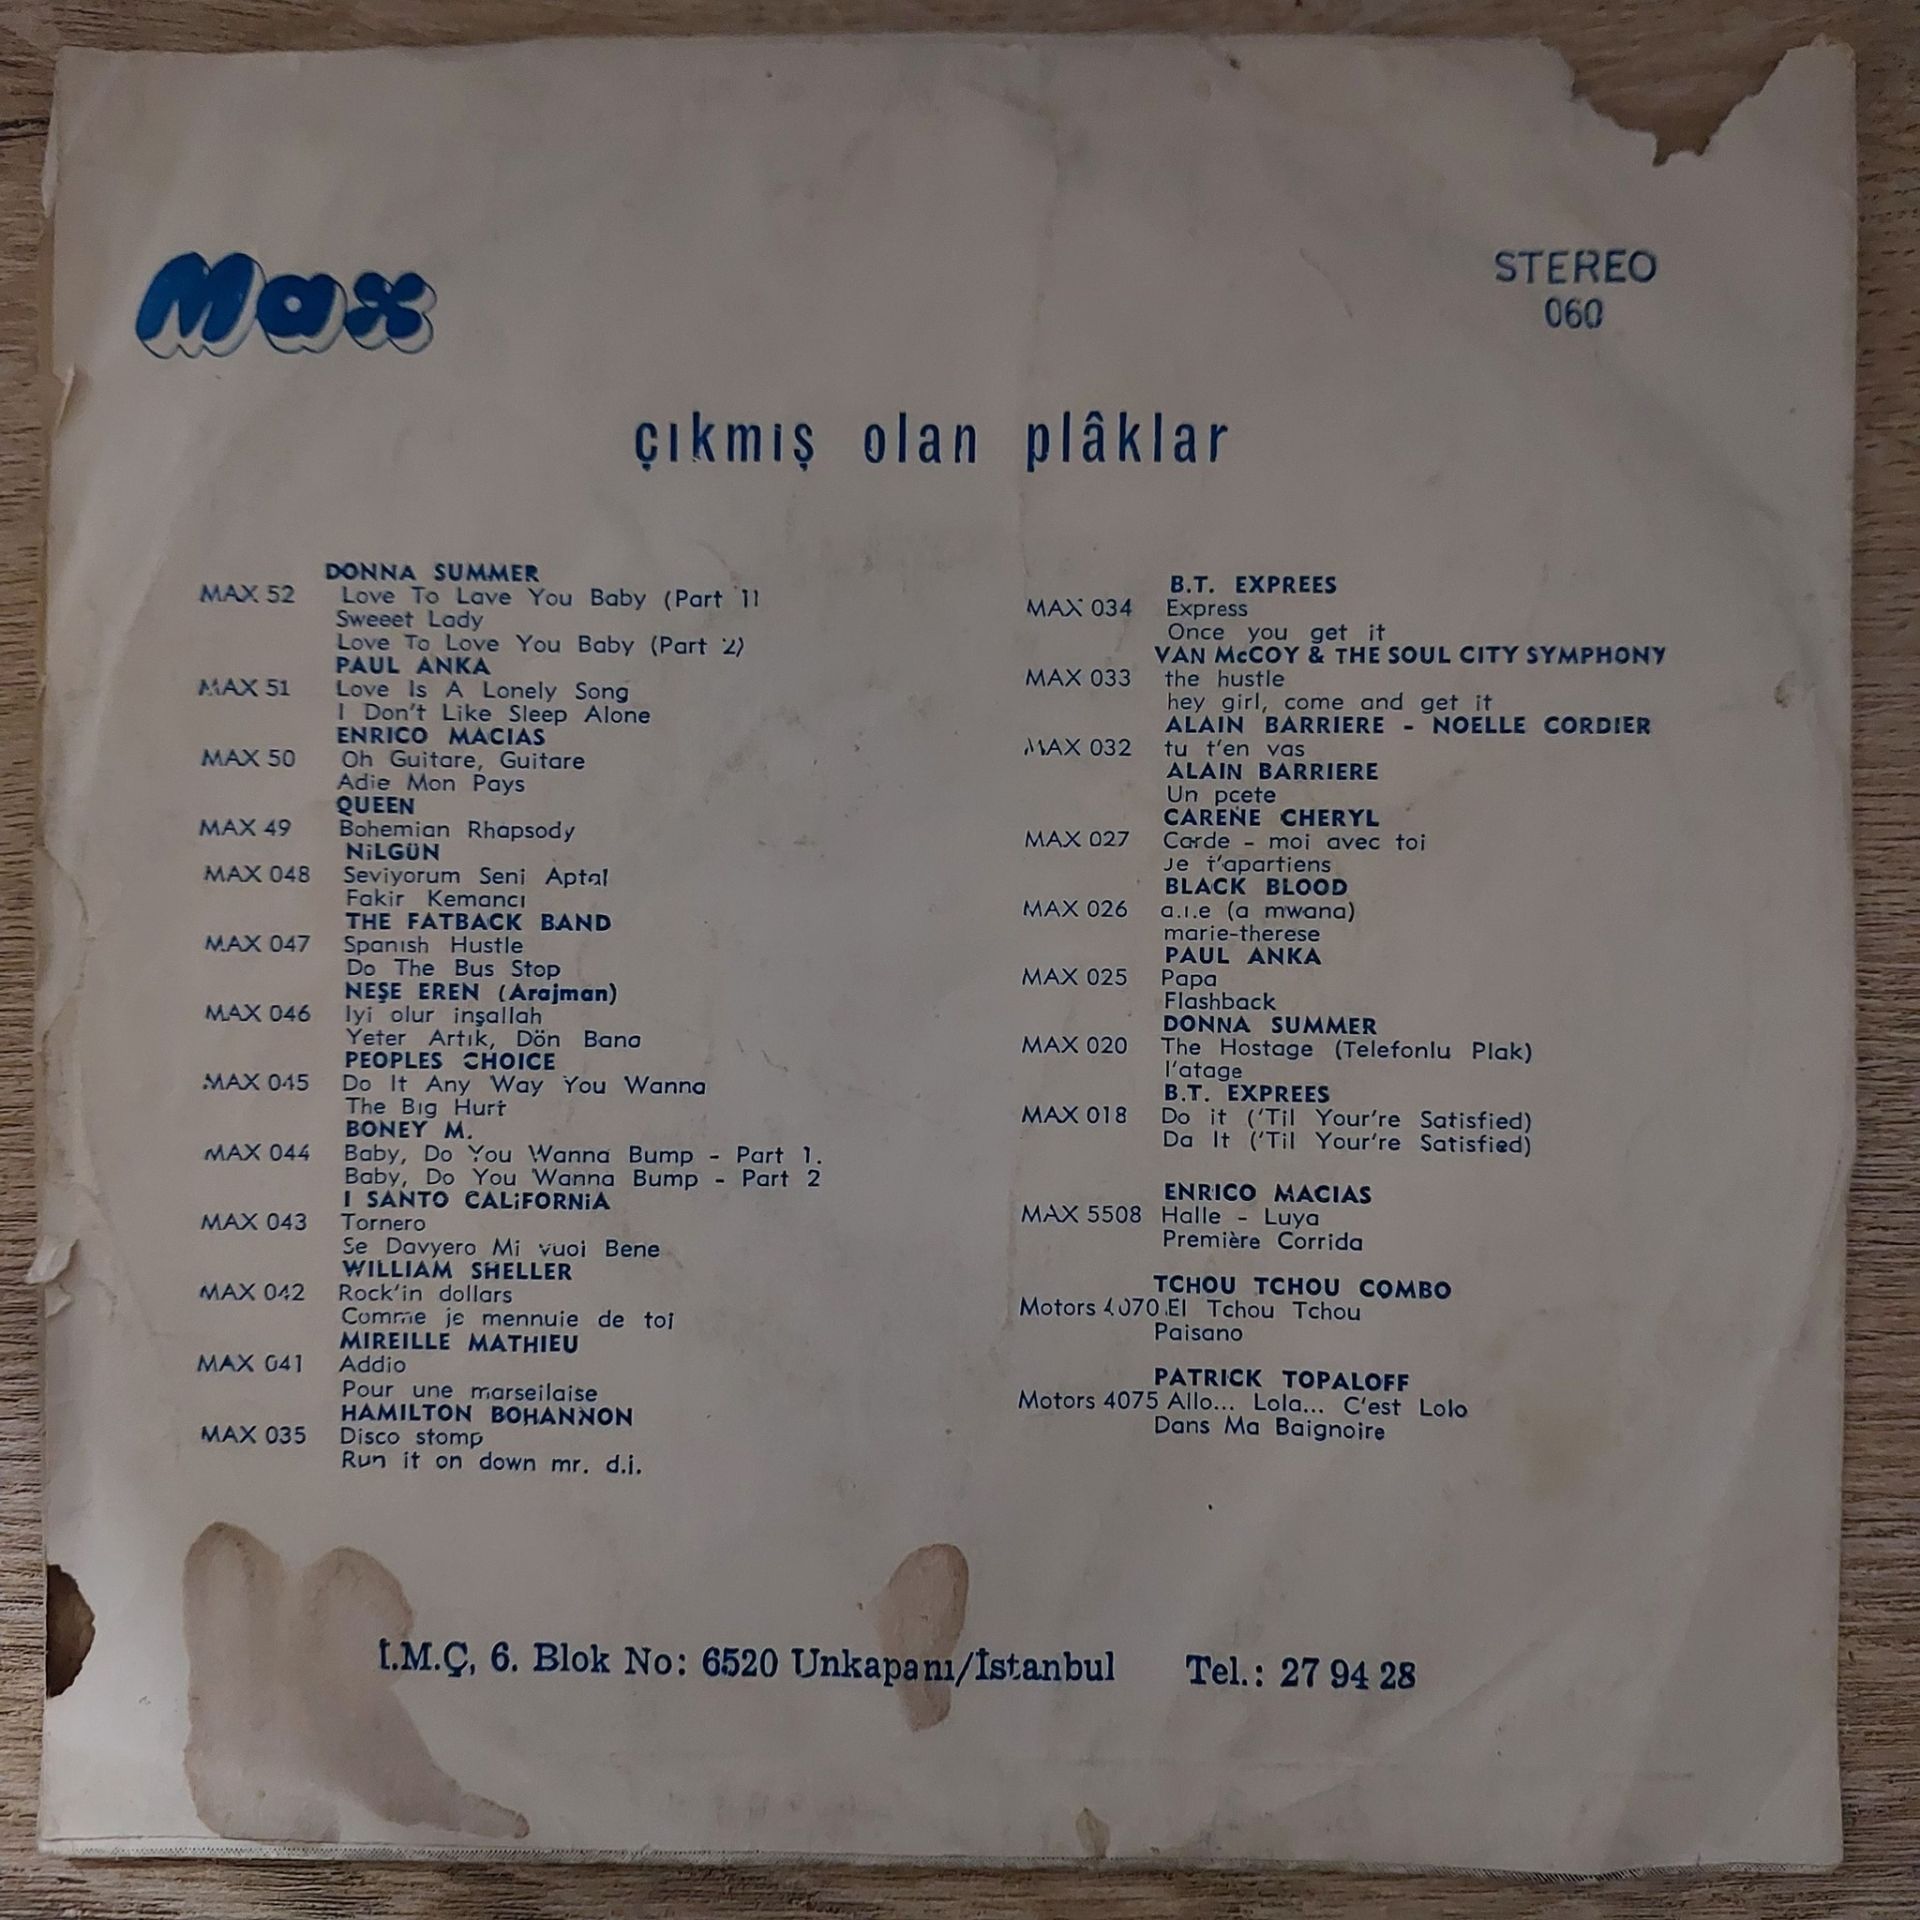 Max
STEREO
060
çıkmış olan plâklar
DONNA SUMMER
MAX 52 Love To Lave You Baby (Part 1)
Sweeet Lady
Love To Love You Baby (Part 2)
PAUL ANKA
MAX 51 Love Is A Lonely Song
I Don't Like Sleep Alone
ENRICO MACIAS
MAX 50 Oh Guitare, Guitare
Adie Mon Pays
QUEEN
MAX 49 Bohemian Rhapsody
NiLGÜN
MAX 048 Seviyorum Seni Aptal
Fakir Kemancı
THE FATBACK BAND
MAX 047 Spanısh Hustle
Do The Bus Stop
NEŞE EREN (Arajman)
MAX 046 Iyi olur inşallah
Yeter Artık, Dön Bana
PEOPLES CHOICE
MAX 045 Do It Any Way You Wanna
The Bıg Hurt
BONEY M.
MAX 044 Baby, Do You Wanna Bump - Part 1.
Baby, Do You Wanna Bump - Part 2
I SANTO CALiFORNiA
MAX 043 Tornero
Se Davyero Mi vuoi Bene
WILLIAM SHELLER
MAX 042 Rock'in dollars
Comme je mennuie de toi
MIREILLE MATHIEU
MAX 041 Addio
Pour une marseilaise
HAMILTON BOHANNON
MAX 035 Disco stomp
Run it on down mr. d.i.
B.T. EXPREES
MAX 034 Express
Once you get it
VAN McCOY & THE SOUL CITY SYMPHONY
MAX 033 the hustle
hey girl, come and get it
ALAIN BARRIERE - NOELLE CORDIER
MAX 032 tu t'en vas
ALAIN BARRIERE
Un pcete
CARENE CHERYL
MAX 027 Carde - moi avec toi
Je t'apartiens
BLACK BLOOD
MAX 026 a.ı.e (a mwana)
marie-therese
PAUL ANKA
MAX 025 Papa
Flashback
DONNA SUMMER
MAX 020 The Hostage (Telefonlu Plak)
l'atage
B.T. EXPREES
MAX 018 Do it ('Til Your're Satisfied)
Da It ('Til Your're Satisfied)
ENRICO MACIAS
MAX 5508 Halle - Luya
Première Corrida
TCHOU TCHOU COMBO
Motors 4070 El Tchou Tchou
Paisano
PATRICK TOPALOFF
Motors 4075 Allo... Lola... C'est Lolo
Dans Ma Baignoire
İ.M.Ç, 6. Blok No: 6520 Unkapanı/İstanbul Tel.: 27 94 28